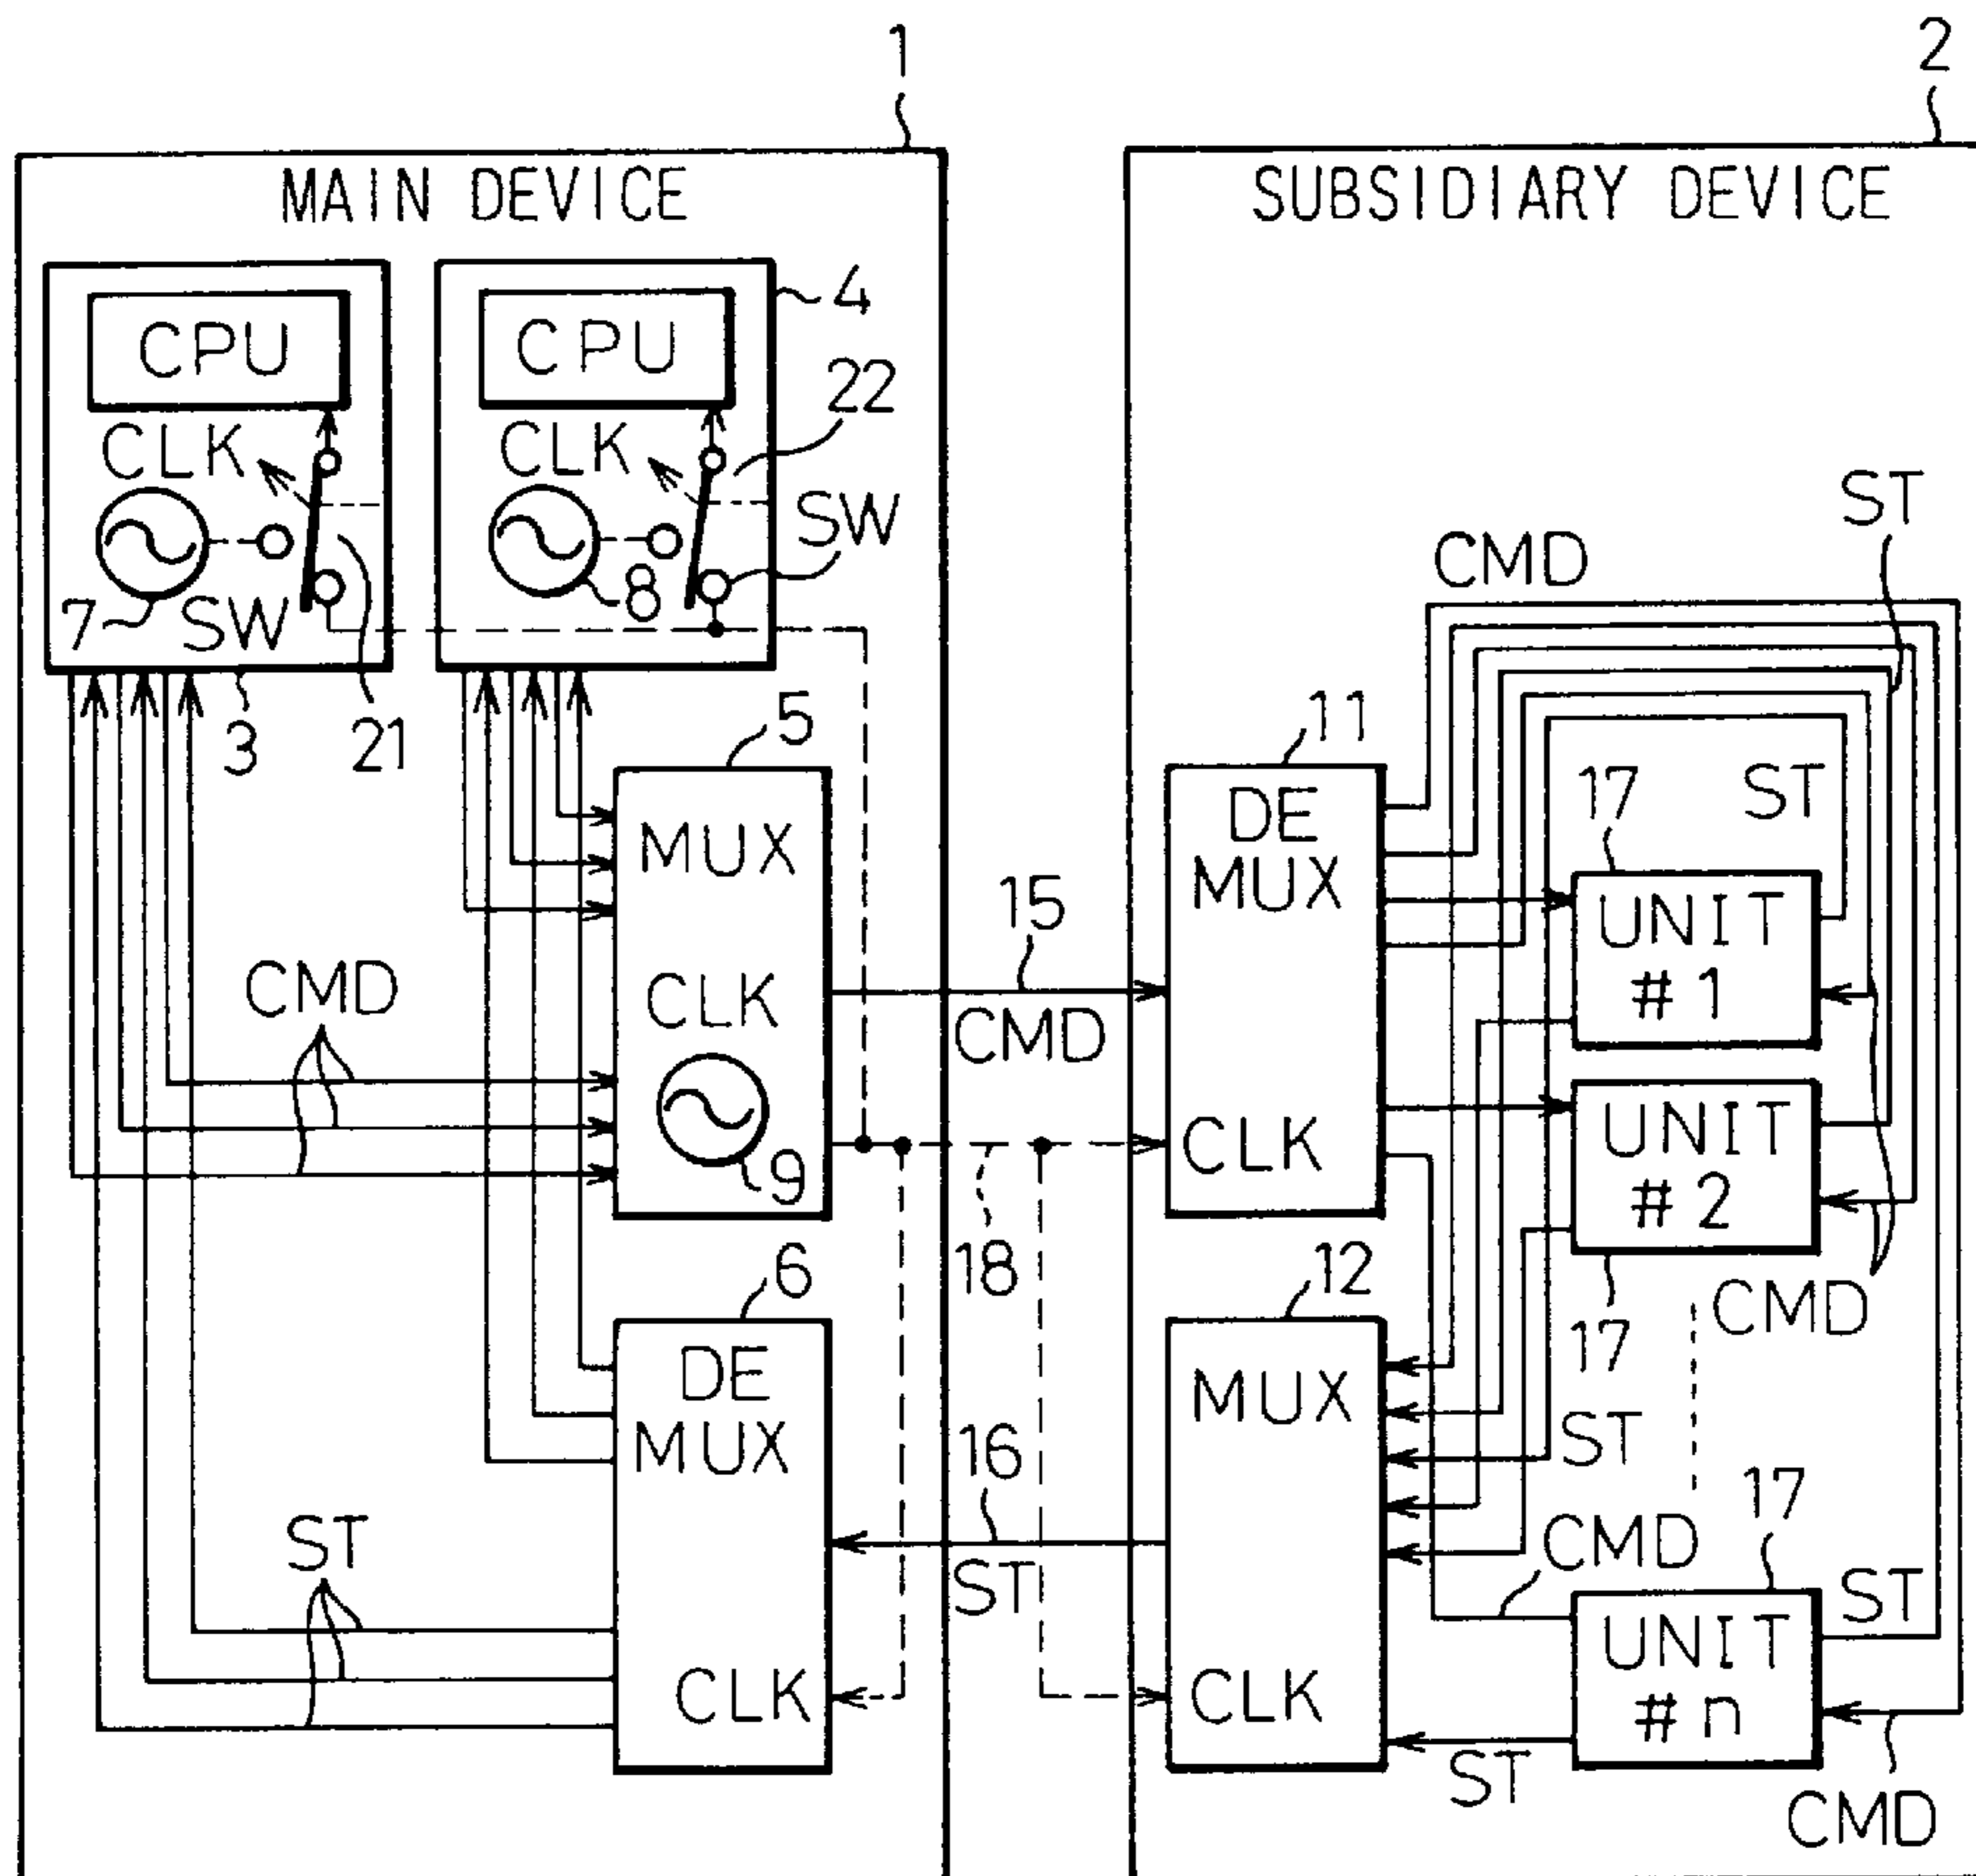 1
2
MAIN DEVICE
SUBSIDIARY DEVICE
CPU
CPU
4
22
CLK
CLK
SW
7
SW
8
3
21
ST
CMD
5
11
MUX
DE
MUX
17
ST
UNIT
#1
15
CMD
CLK
CMD
9
CLK
UNIT
#2
18
CMD
17
6
12
DE
MUX
MUX
ST
16
17
CMD
ST
ST
ST
UNIT
#n
CLK
CLK
ST
CMD